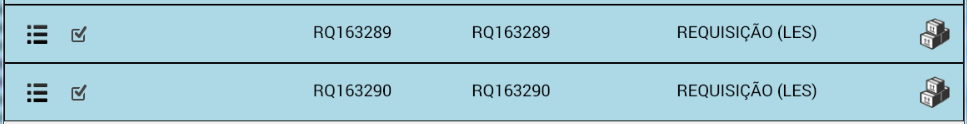 RQ163289 RQ163289 REQUISIÇÃO (LES)
RQ163290 RQ163290 REQUISIÇÃO (LES)